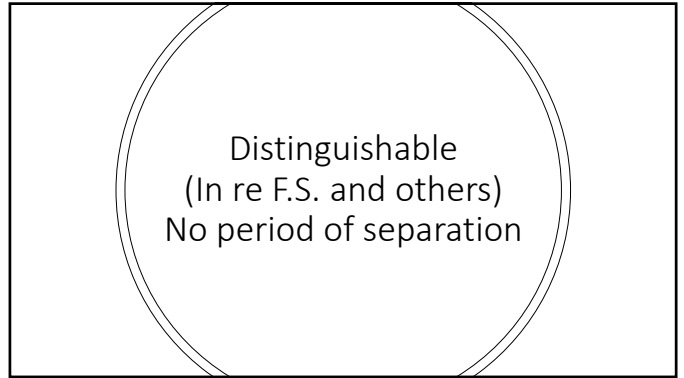 Distinguishable
(In re F.S. and others)
No period of separation